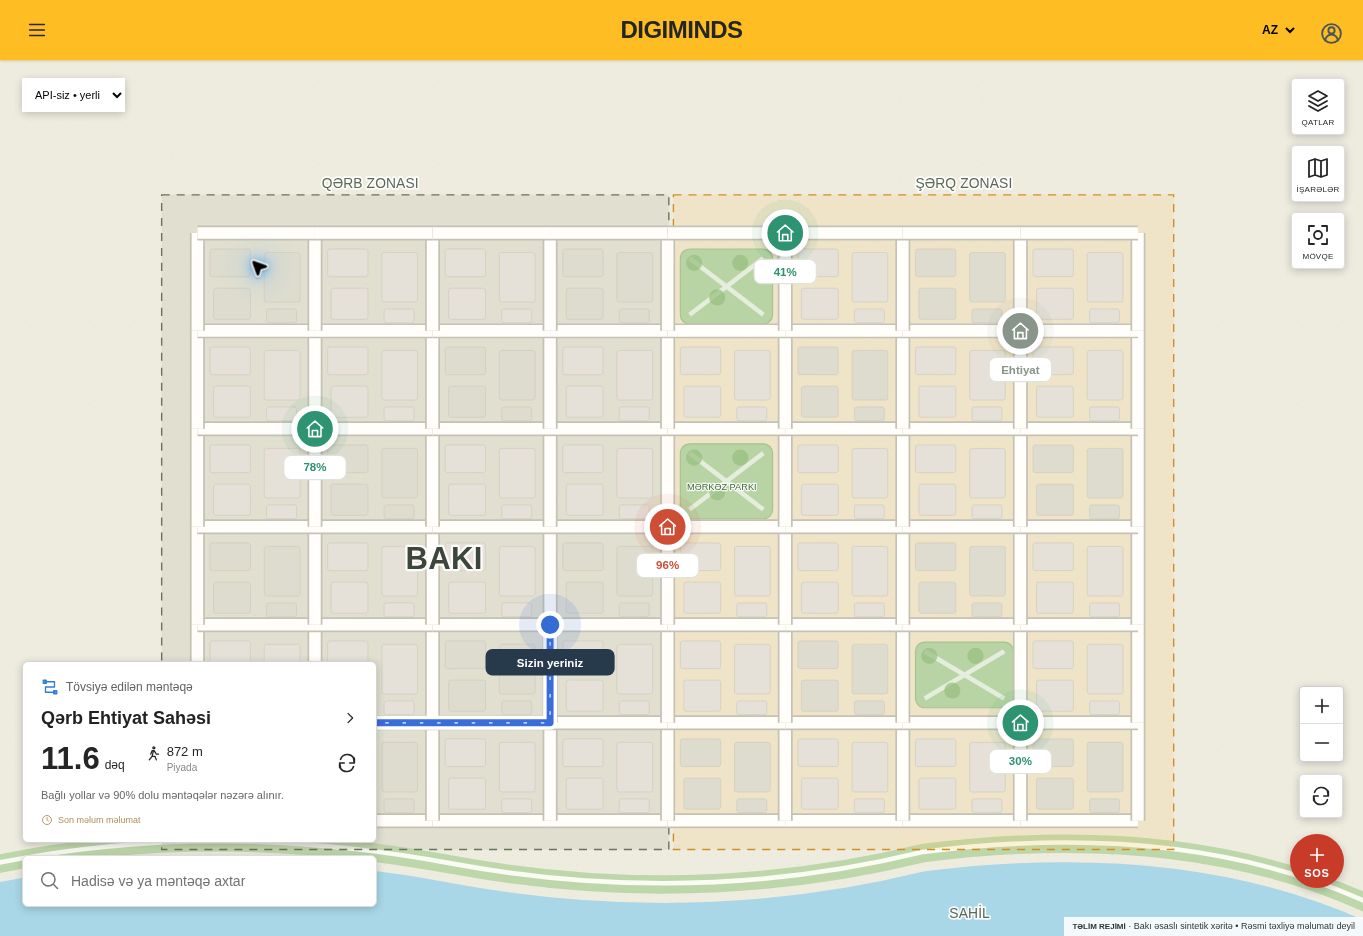 DIGIMINDS
AZ
API-siz • yerli
QATLAR
İŞARƏLƏR
MÖVQE
QƏRB ZONASI
ŞƏRQ ZONASI
41%
Ehtiyat
78%
MƏRKƏZ PARKI
96%
BAKI
Sizin yeriniz
30%
Tövsiyə edilən məntəqə
Qərb Ehtiyat Sahəsi
11.6 dəq
872 m
Piyada
Bağlı yollar və 90% dolu məntəqələr nəzərə alınır.
Son məlum məlumat
Hadisə və ya məntəqə axtar
SOS
SAHİL
TƏLİM REJİMİ · Bakı əsaslı sintetik xəritə • Rəsmi təxliyə məlumatı deyil